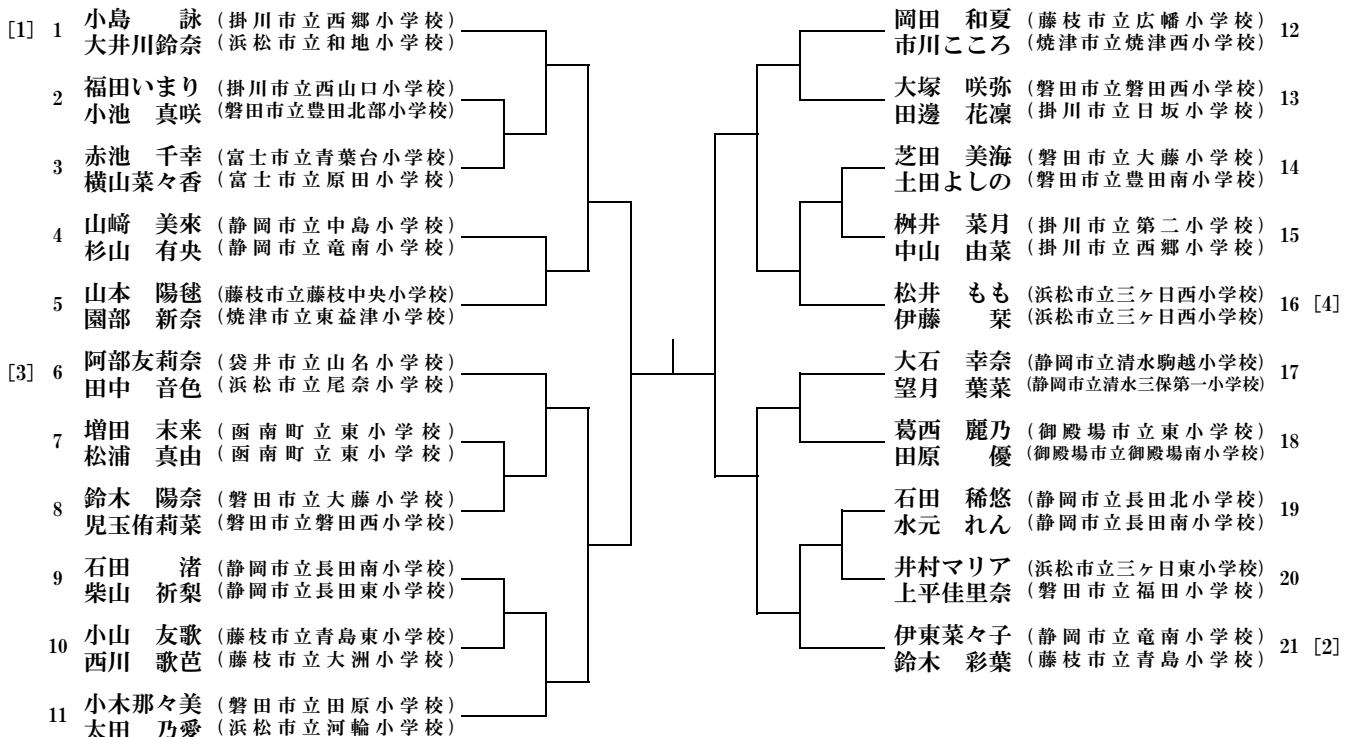 [1] 1 小島　詠 (掛川市立西郷小学校)
大井川鈴奈 (浜松市立和地小学校)
2 福田いまり (掛川市立西山口小学校)
小池　真咲 (磐田市立豊田北部小学校)
3 赤池　千幸 (富士市立青葉台小学校)
横山菜々香 (富士市立原田小学校)
4 山﨑　美來 (静岡市立中島小学校)
杉山　有央 (静岡市立竜南小学校)
5 山本　陽毬 (藤枝市立藤枝中央小学校)
園部　新奈 (焼津市立東益津小学校)
[3] 6 阿部友莉奈 (袋井市立山名小学校)
田中　音色 (浜松市立尾奈小学校)
7 増田　末来 (函南町立東小学校)
松浦　真由 (函南町立東小学校)
8 鈴木　陽奈 (磐田市立大藤小学校)
児玉侑莉菜 (磐田市立磐田西小学校)
9 石田　渚 (静岡市立長田南小学校)
柴山　祈梨 (静岡市立長田東小学校)
10 小山　友歌 (藤枝市立青島東小学校)
西川　歌芭 (藤枝市立大洲小学校)
11 小木那々美 (磐田市立田原小学校)
太田　乃愛 (浜松市立河輪小学校)
岡田　和夏 (藤枝市立広幡小学校) 12
市川こころ (焼津市立焼津西小学校)
大塚　咲弥 (磐田市立磐田西小学校) 13
田邊　花凜 (掛川市立日坂小学校)
芝田　美海 (磐田市立大藤小学校) 14
土田よしの (磐田市立豊田南小学校)
桝井　菜月 (掛川市立第二小学校) 15
中山　由菜 (掛川市立西郷小学校)
松井　もも (浜松市立三ヶ日西小学校) 16 [4]
伊藤　栞 (浜松市立三ヶ日西小学校)
大石　幸奈 (静岡市立清水駒越小学校) 17
望月　葉菜 (静岡市立清水三保第一小学校)
葛西　麗乃 (御殿場市立東小学校) 18
田原　優 (御殿場市立御殿場南小学校)
石田　稀悠 (静岡市立長田北小学校) 19
水元　れん (静岡市立長田南小学校)
井村マリア (浜松市立三ヶ日東小学校) 20
上平佳里奈 (磐田市立福田小学校)
伊東菜々子 (静岡市立竜南小学校) 21 [2]
鈴木　彩葉 (藤枝市立青島小学校)